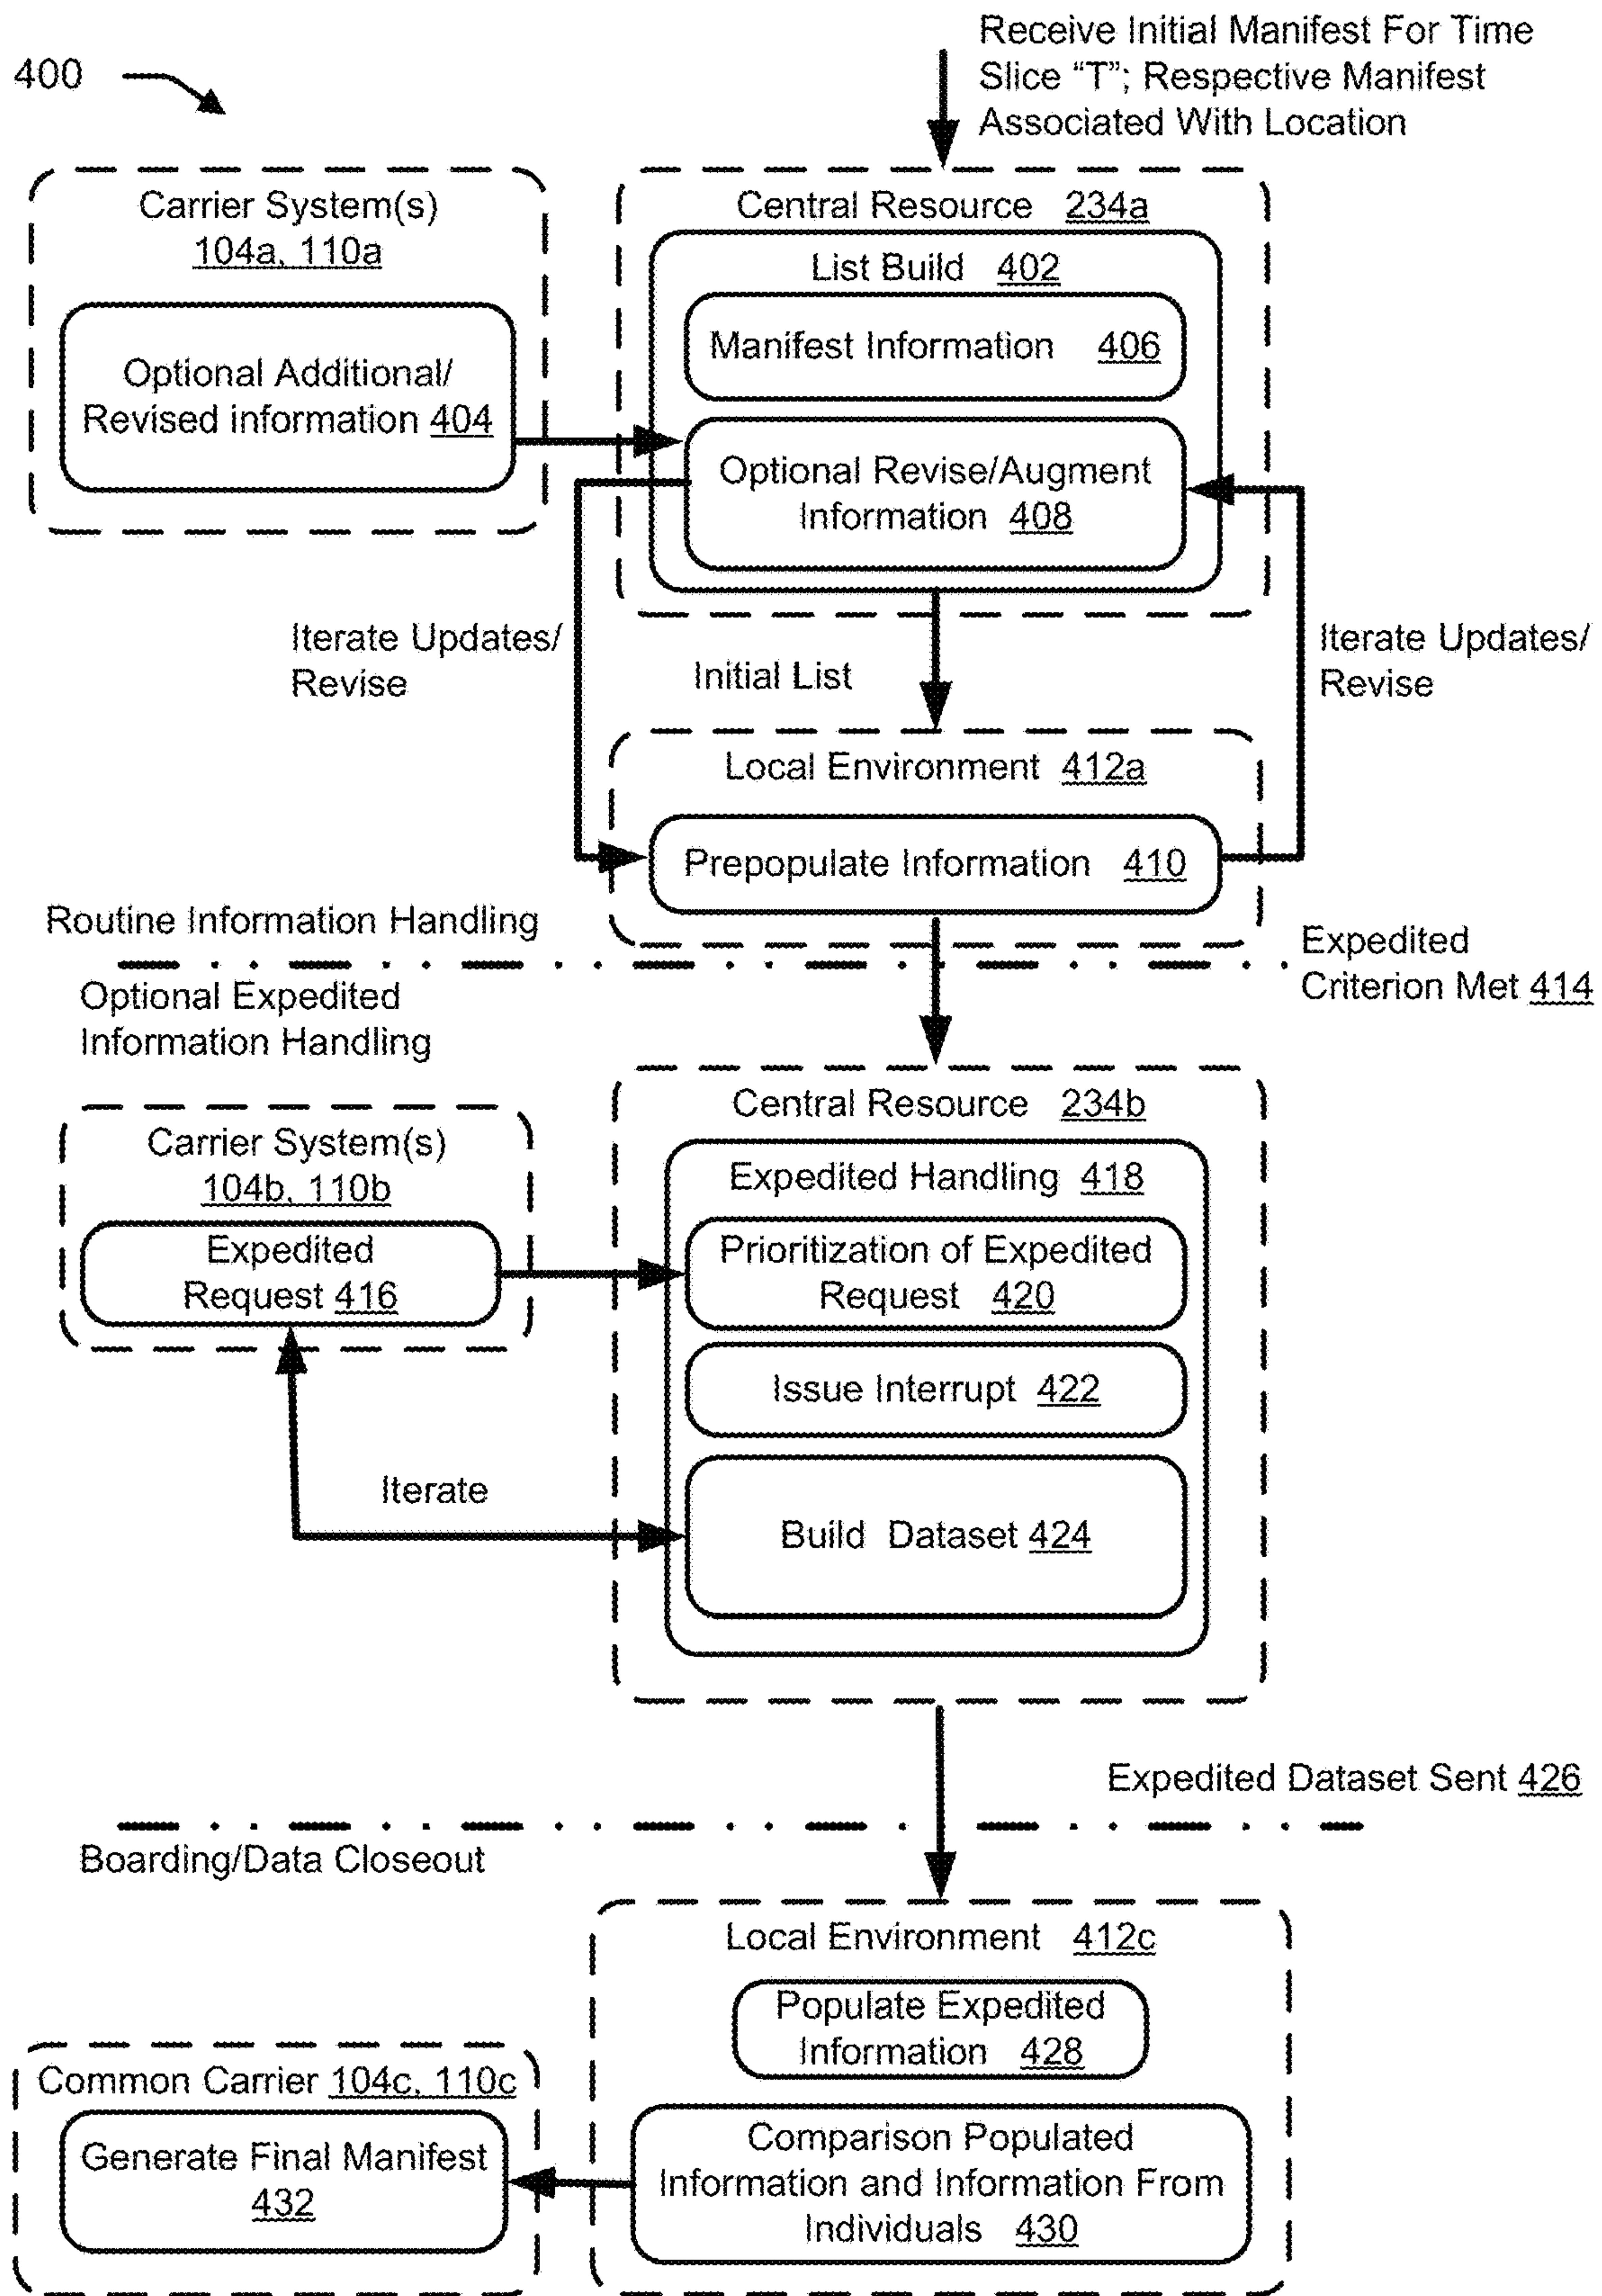 Receive Initial Manifest For Time
Slice “T”; Respective Manifest
Associated With Location
400
Carrier System(s)
104a, 110a
Optional Additional/
Revised information 404
Central Resource 234a
List Build 402
Manifest Information 406
Optional Revise/Augment
Information 408
Iterate Updates/
Revise
Initial List
Iterate Updates/
Revise
Local Environment 412a
Prepopulate Information 410
Routine Information Handling
Expedited
Criterion Met 414
Optional Expedited
Information Handling
Carrier System(s)
104b, 110b
Expedited
Request 416
Central Resource 234b
Expedited Handling 418
Prioritization of Expedited
Request 420
Issue Interrupt 422
Iterate
Build Dataset 424
Expedited Dataset Sent 426
Boarding/Data Closeout
Local Environment 412c
Populate Expedited
Information 428
Comparison Populated
Information and Information From
Individuals 430
Common Carrier 104c, 110c
Generate Final Manifest
432